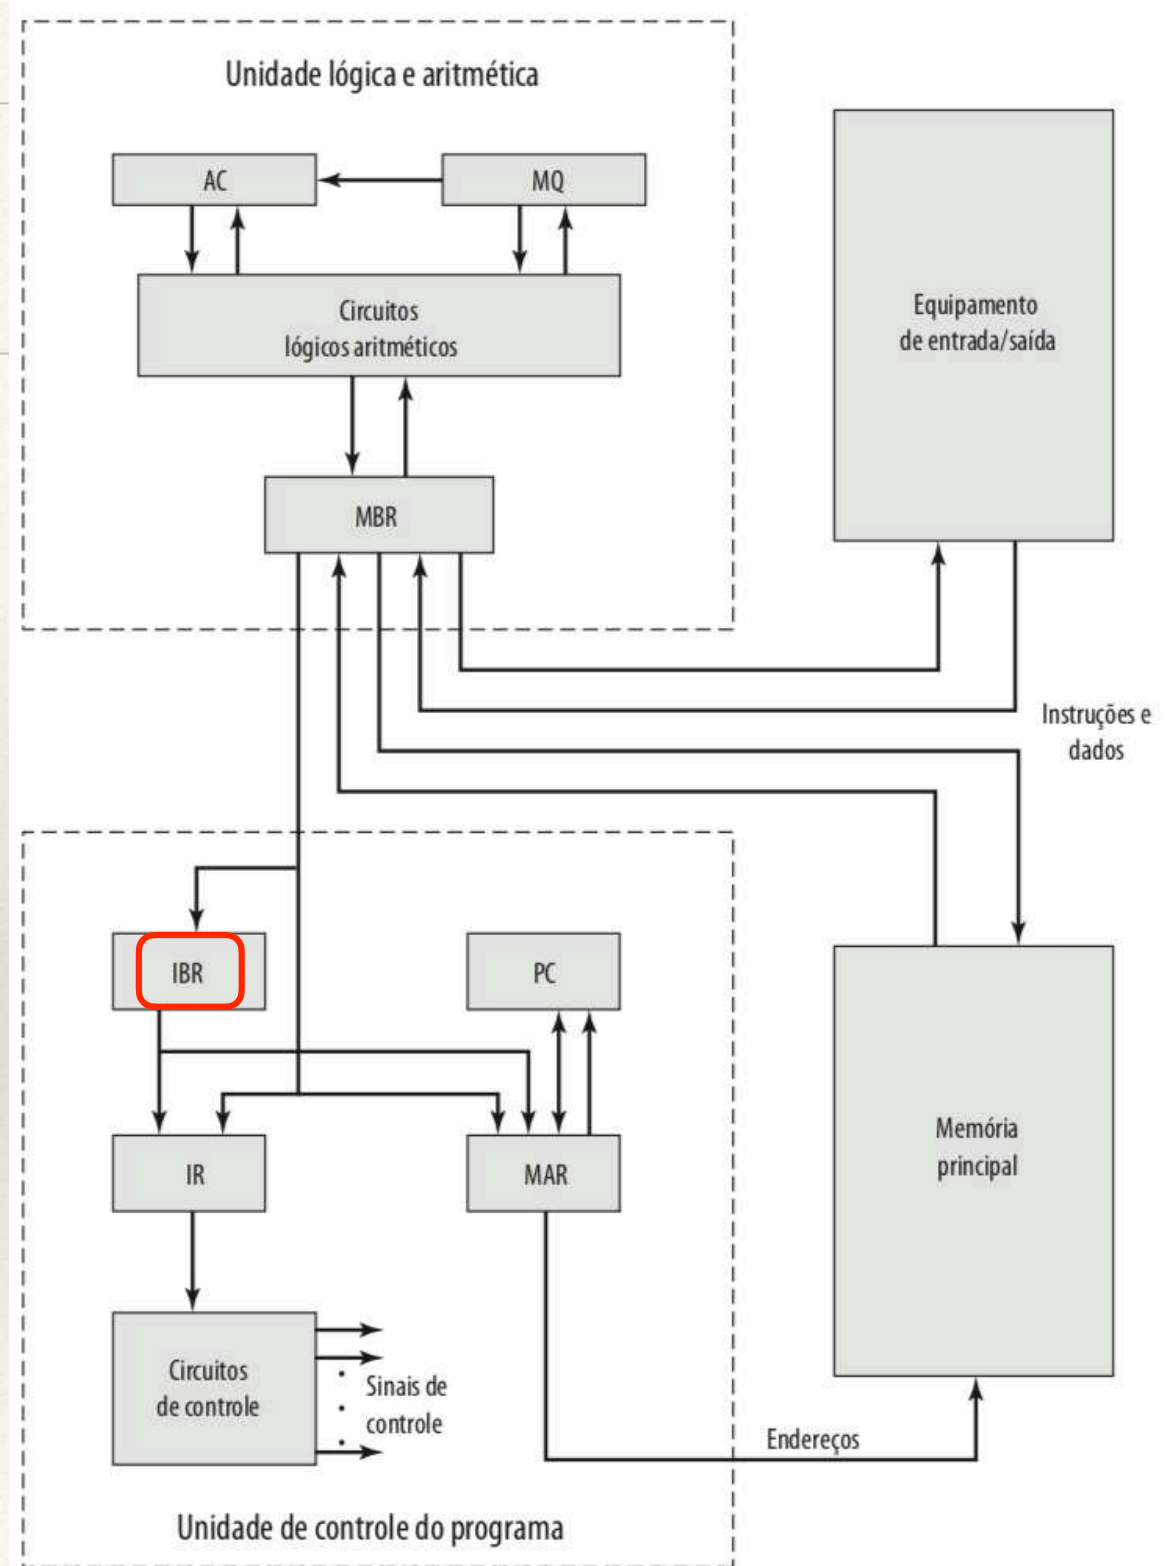 Unidade lógica e aritmética
AC
MQ
Circuitos
lógicos aritméticos
Equipamento
de entrada/saída
MBR
Instruções e
dados
IBR
PC
IR
MAR
Memória
principal
Circuitos
de controle
Sinais de
controle
Endereços
Unidade de controle do programa